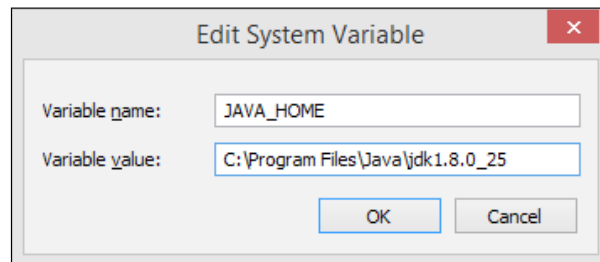 Edit System Variable
Variable name: JAVA_HOME
Variable value: C:\Program Files\Java\jdk1.8.0_25
OK Cancel